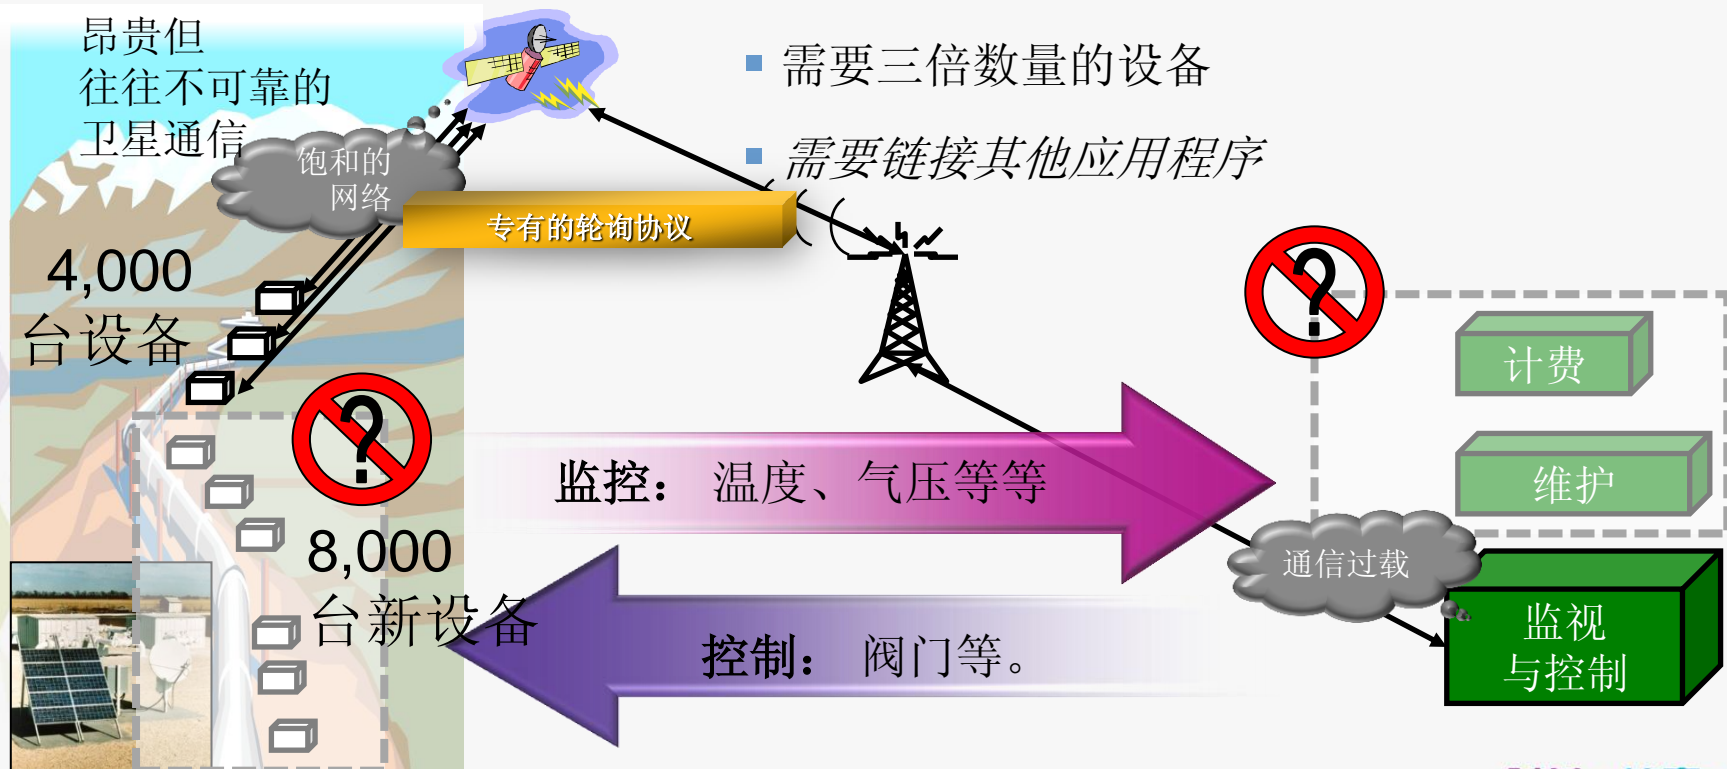 昂贵但
往往不可靠的
卫星通信
需要三倍数量的设备
需要链接其他应用程序
饱和的
网络
专有的轮询协议
4,000
台设备
计费
维护
监控： 温度、气压等等
8,000
台新设备
通信过载
控制： 阀门等。
监视
与控制